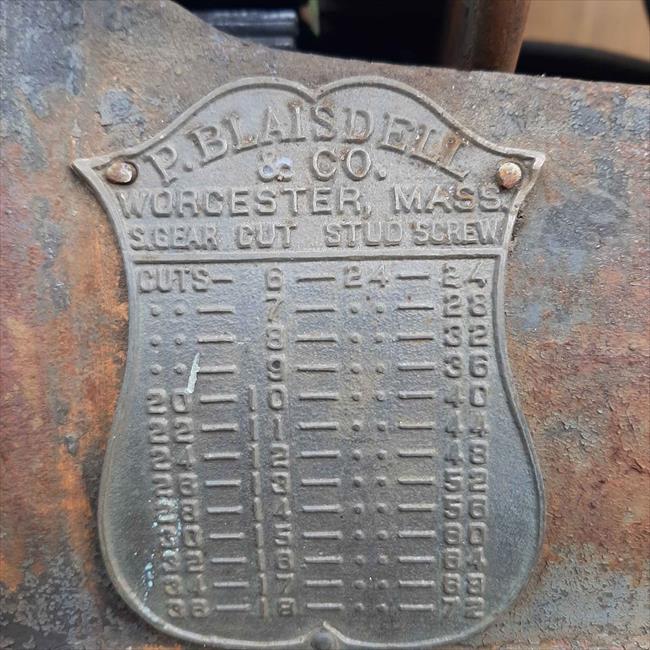 P. BLAISDELL
& CO.
WORCESTER, MASS.
S.GEAR CUT STUD SCREW
CUTS— 6 — 24 — 24
·· — 7 — ·· — 28
·· — 8 — ·· — 32
·· — 9 — ·· — 36
20 — 10 — ·· — 40
22 — 11 — ·· — 44
24 — 12 — ·· — 48
26 — 13 — ·· — 52
28 — 14 — ·· — 56
30 — 15 — ·· — 60
32 — 16 — ·· — 64
34 — 17 — ·· — 68
36 — 18 — ·· — 72